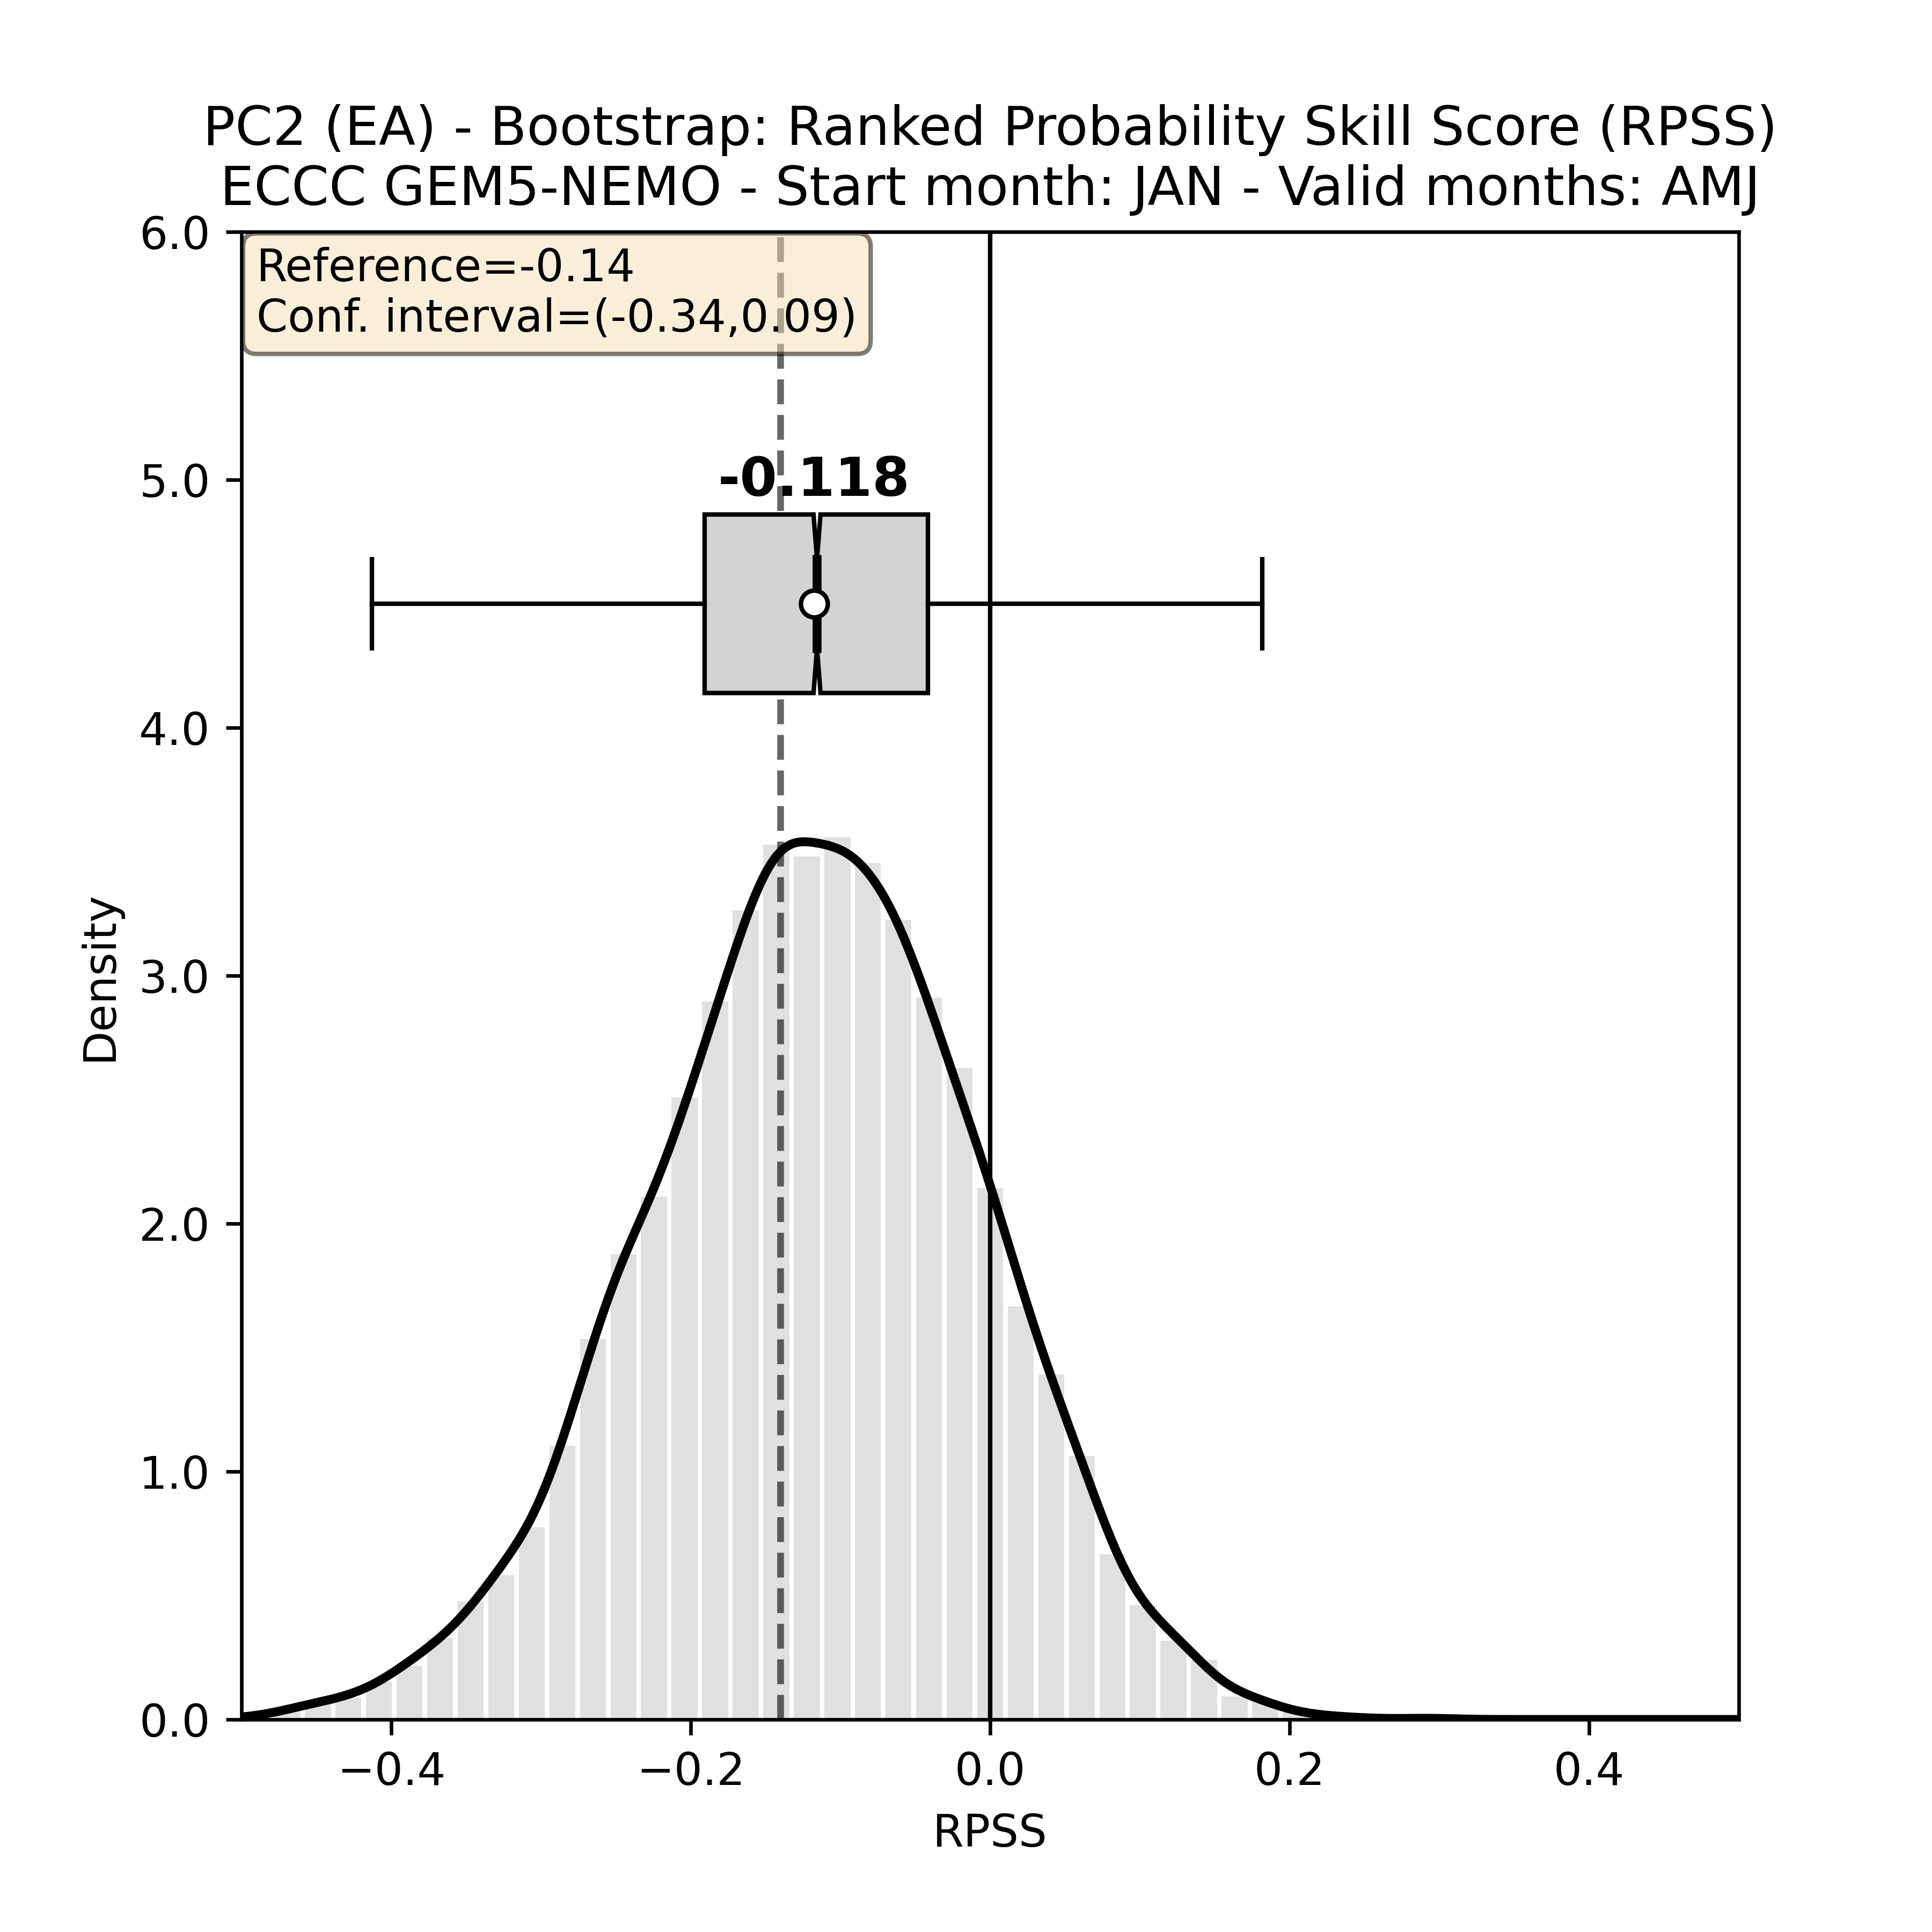 PC2 (EA) - Bootstrap: Ranked Probability Skill Score (RPSS)
ECCC GEM5-NEMO - Start month: JAN - Valid months: AMJ
Reference=-0.14
Conf. interval=(-0.34,0.09)
-0.118
6.0
5.0
4.0
3.0
2.0
1.0
0.0
Density
−0.4
−0.2
0.0
0.2
0.4
RPSS